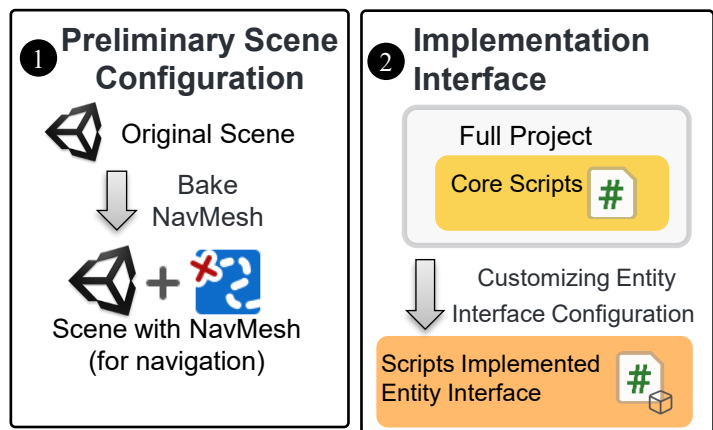 1
Preliminary Scene
Configuration
Original Scene
Bake
NavMesh
Scene with NavMesh
(for navigation)
2
Implementation
Interface
Full Project
Core Scripts
#
Customizing Entity
Interface Configuration
Scripts Implemented
Entity Interface
#